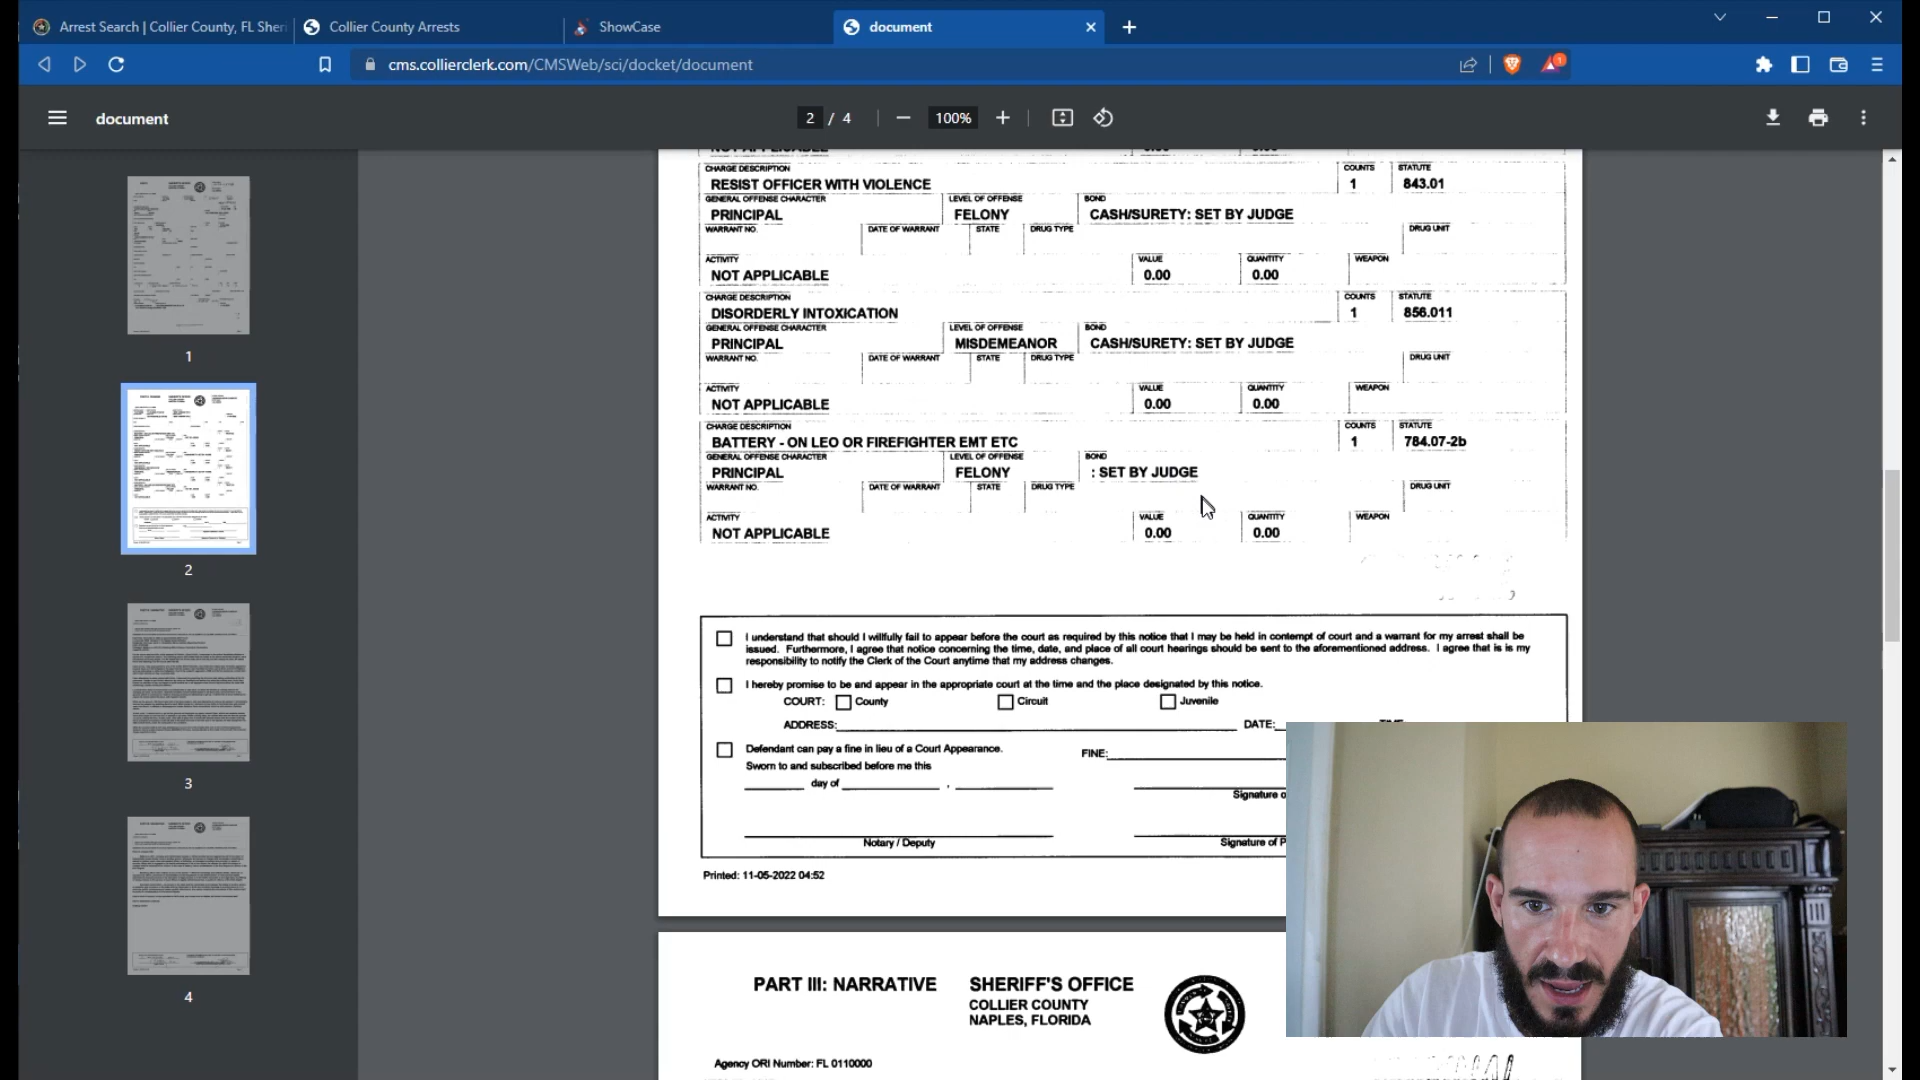 Arrest Search | Collier County, FL Sher
Collier County Arrests
ShowCase
document
cms.collierclerk.com/CMSWeb/sci/docket/document
1
document
2 / 4
100%
NOT APPLICABLE
0.00
0.00
CHARGE DESCRIPTION
COUNTS
STATUTE
RESIST OFFICER WITH VIOLENCE
1
843.01
GENERAL OFFENSE CHARACTER
LEVEL OF OFFENSE
BOND
PRINCIPAL
FELONY
CASH/SURETY: SET BY JUDGE
WARRANT NO.
DATE OF WARRANT
STATE
DRUG TYPE
DRUG UNIT
ACTIVITY
VALUE
QUANTITY
WEAPON
NOT APPLICABLE
0.00
0.00
CHARGE DESCRIPTION
COUNTS
STATUTE
DISORDERLY INTOXICATION
1
856.011
GENERAL OFFENSE CHARACTER
LEVEL OF OFFENSE
BOND
PRINCIPAL
MISDEMEANOR
CASH/SURETY: SET BY JUDGE
WARRANT NO.
DATE OF WARRANT
STATE
DRUG TYPE
DRUG UNIT
ACTIVITY
VALUE
QUANTITY
WEAPON
NOT APPLICABLE
0.00
0.00
CHARGE DESCRIPTION
COUNTS
STATUTE
BATTERY - ON LEO OR FIREFIGHTER EMT ETC
1
784.07-2b
GENERAL OFFENSE CHARACTER
LEVEL OF OFFENSE
BOND
PRINCIPAL
FELONY
: SET BY JUDGE
WARRANT NO.
DATE OF WARRANT
STATE
DRUG TYPE
DRUG UNIT
ACTIVITY
VALUE
QUANTITY
WEAPON
NOT APPLICABLE
0.00
0.00
I understand that should I willfully fail to appear before the court as required by this notice that I may be held in contempt of court and a warrant for my arrest shall be
issued. Furthermore, I agree that notice concerning the time, date, and place of all court hearings should be sent to the aforementioned address. I agree that is is my
responsibility to notify the Clerk of the Court anytime that my address changes.
I hereby promise to be and appear in the appropriate court at the time and the place designated by this notice.
COURT: County
Circuit
Juvenile
ADDRESS:
DATE:
Defendant can pay a fine in lieu of a Court Appearance.
FINE:
Sworn to and subscribed before me this
day of
,
Signature o
Notary / Deputy
Signature of P
Printed: 11-05-2022 04:52
PART III: NARRATIVE
SHERIFF'S OFFICE
COLLIER COUNTY
NAPLES, FLORIDA
Agency ORI Number: FL 0110000
1
2
3
4